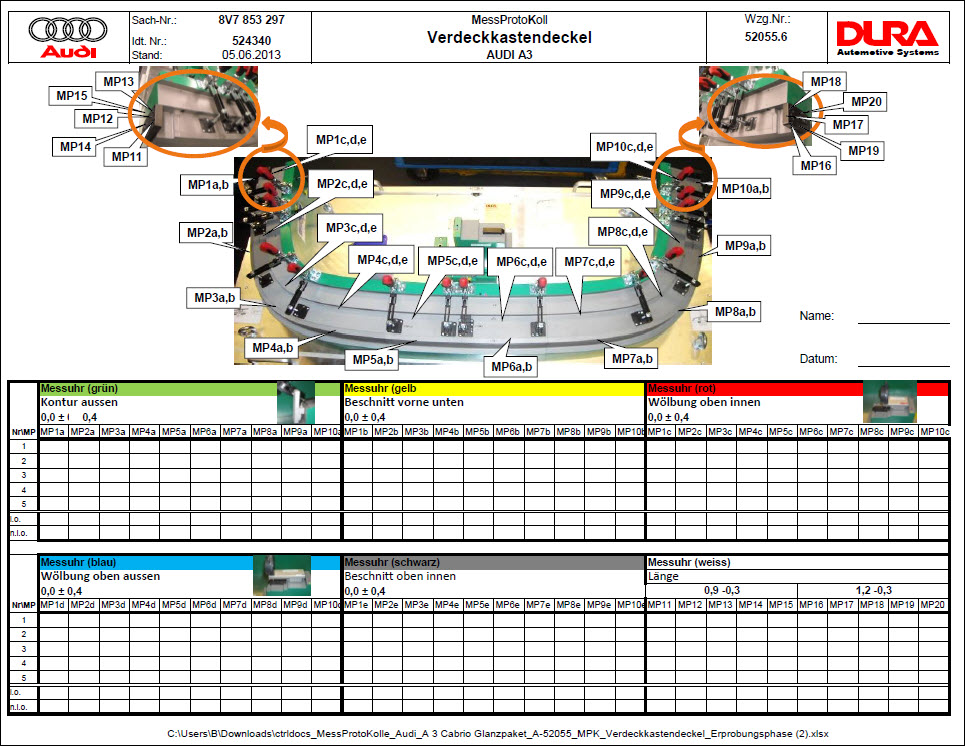 Audi
Sach-Nr.: 8V7 853 297
Idt. Nr.: 524340
Stand: 05.06.2013
MessProtoKoll
Verdeckkastendeckel
AUDI A3
Wzg.Nr.:
52055.6
DURA
Automotive Systems
MP13
MP15
MP12
MP14
MP11
MP18
MP20
MP17
MP19
MP16
MP1c,d,e
MP10c,d,e
MP1a,b
MP2c,d,e
MP9c,d,e
MP10a,b
MP2a,b
MP3c,d,e
MP8c,d,e
MP9a,b
MP4c,d,e
MP5c,d,e
MP6c,d,e
MP7c,d,e
MP3a,b
MP8a,b
MP4a,b
MP5a,b
MP6a,b
MP7a,b
DURA
Name:
Datum:
Messuhr (grün) Messuhr (gelb Messuhr (rot)
Kontur aussen Beschnitt vorne unten Wölbung oben innen
0,0 ± ( 0,4 0,0 ± 0,4 0,0 ± 0,4
Nr\MP MP1a MP2a MP3a MP4a MP5a MP6a MP7a MP8a MP9a MP10a MP1b MP2b MP3b MP4b MP5b MP6b MP7b MP8b MP9b MP10b MP1c MP2c MP3c MP4c MP5c MP6c MP7c MP8c MP9c MP10c
1
2
3
4
5
i.o.
n.i.o.
Messuhr (blau) Messuhr (schwarz) Messuhr (weiss)
Wölbung oben aussen Beschnitt oben innen Länge
0,0 ± 0,4 0,0 ± 0,4 0,9 -0,3 1,2 -0,3
Nr\MP MP1d MP2d MP3d MP4d MP5d MP6d MP7d MP8d MP9d MP10d MP1e MP2e MP3e MP4e MP5e MP6e MP7e MP8e MP9e MP10e MP11 MP12 MP13 MP14 MP15 MP16 MP17 MP18 MP19 MP20
1
2
3
4
5
i.o.
n.i.o.
C:\Users\B\Downloads\ctrldocs_MessProtoKolle_Audi_A 3 Cabrio Glanzpaket_A-52055_MPK_Verdeckkastendeckel_Erprobungsphase (2).xlsx